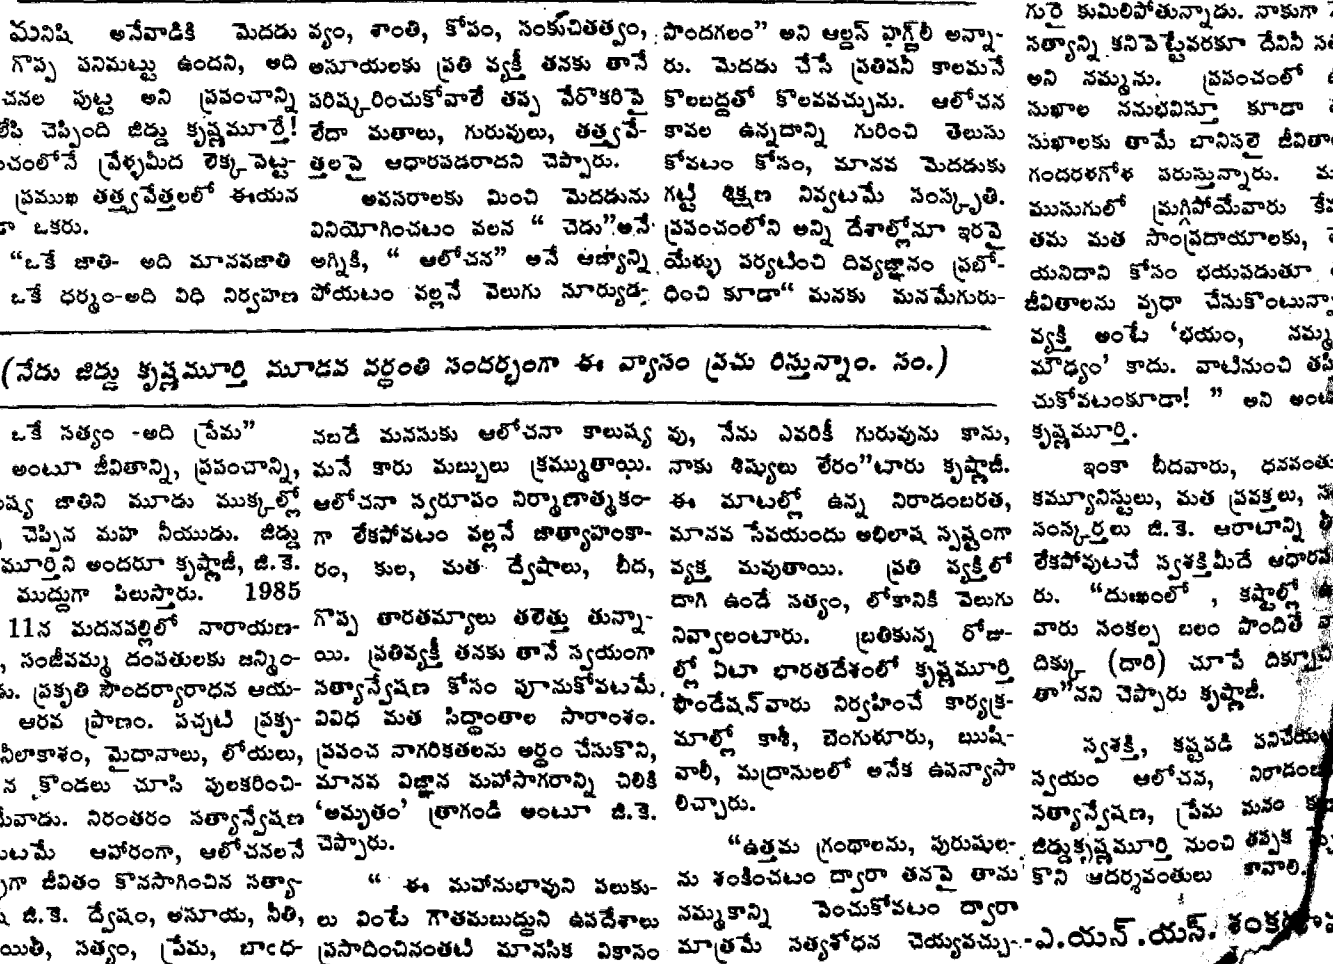 మనిషి అనేవాడికి మెదడు
గొప్ప పనిముట్టు ఉందని, అది
పుట్ట అని ప్రపంచాన్ని
చెప్పింది జిడ్డు కృష్ణమూర్తే!
వ్రేళ్ళమీద లెక్క పెట్ట-
ప్రముఖ తత్త్వవేత్తలలో ఈయన
ఒకరు.
“ఒకే జాతి- అది మానవజాతి
ఒకే ధర్మం-అది విధి నిర్వహణ
వ్యం, శాంతి, కోపం, సంకుచితత్వం,
అసూయలకు ప్రతి వ్యక్తీ తనకు తానే
పరిష్కరించుకోవాలే తప్ప వేరొకరిపై
లేదా మతాలు, గురువులు, తత్త్వవే-
త్తలపై ఆధారపడరాదని చెప్పారు.
అవసరాలకు మించి మెదడును
వినియోగించటం వలన “ చెడు”అనే
అగ్నికీ, “ ఆలోచన” అనే ఆజ్యాన్ని
పోయటం వల్లనే వెలుగు సూర్యుడ-
పొందగలం” అని ఆల్డస్ హగ్జ్లీ అన్నా-
రు. మెదడు చేసే ప్రతిపనీ కాలమనే
కొలబద్దతో కొలవవచ్చును. ఆలోచన
కావల ఉన్నదాన్ని గురించి తెలుసు
కోవటం కోసం, మానవ మెదడుకు
గట్టి శిక్షణ నివ్వటమే సంస్కృతి.
ప్రపంచంలోని అన్ని దేశాల్లోనూ ఇరవై
యేళ్ళు పర్యటించి దివ్యజ్ఞానం ప్రబో-
ధించి కూడా“ మనకు మనమేగురు-
(నేడు జిడ్డు కృష్ణమూర్తి మూడవ వర్ధంతి సందర్భంగా ఈ వ్యాసం ప్రచు రిస్తున్నాం. సం.)
ఒకే సత్యం -అది ప్రేమ”
అంటూ జీవితాన్ని, ప్రపంచాన్ని,
జాతిని మూడు ముక్కల్లో
చెప్పిన మహ నీయుడు. జిడ్డు
అందరూ కృష్ణాజీ, జి.కె.
ముద్దుగా పిలుస్తారు. 1985
11న మదనపల్లిలో నారాయణ-
, సంజీవమ్మ దంపతులకు జన్మిం-
ప్రకృతి సౌందర్యారాధన ఆయ-
ఆరవ ప్రాణం. పచ్చటి ప్రకృ-
నీలాకాశం, మైదానాలు, లోయలు,
కొండలు చూసి పులకరించి-
నిరంతరం సత్యాన్వేషణ
ఆహారంగా, ఆలోచనలనే
జీవితం కొనసాగించిన సత్యా-
జి.కె. ద్వేషం, అసూయ, నీతి,
సత్యం, ప్రేమ, బాంధ-
నబడే మనసుకు ఆలోచనా కాలుష్య
మనే కారు మబ్బులు క్రమ్ముతాయి.
ఆలోచనా స్వరూపం నిర్మాణాత్మకం-
గా లేకపోవటం వల్లనే జాత్యాహంకా-
రం, కుల, మత ద్వేషాలు, బీద,
గొప్ప తారతమ్యాలు తలెత్తు తున్నా-
యి. ప్రతివ్యక్తీ తనకు తానే స్వయంగా
సత్యాన్వేషణ కోసం పూనుకోవటమే,
వివిధ మత సిద్ధాంతాల సారాంశం.
ప్రపంచ నాగరికతలను అర్థం చేసుకొని,
మానవ విజ్ఞాన మహాసాగరాన్ని చిలికి
‘అమృతం’ త్రాగండి అంటూ జి.కె.
చెప్పారు.
“ ఈ మహానుభావుని పలుకు-
లు వింటే గౌతమబుద్ధుని ఉపదేశాలు
ప్రసాదించినంతటి మానసిక వికాసం
వు, నేను ఎవరికీ గురువును కాను,
నాకు శిష్యులు లేరం”టారు కృష్ణాజీ.
ఈ మాటల్లో ఉన్న నిరాడంబరత,
మానవ సేవయందు అభిలాష స్పష్టంగా
వ్యక్త మవుతాయి. ప్రతి వ్యక్తిలో
దాగి ఉండే సత్యం, లోకానికి వెలుగు
నివ్వాలంటారు. బ్రతికున్న రోజు-
ల్లో ఏటా భారతదేశంలో కృష్ణమూర్తి
ఫౌండేషన్ వారు నిర్వహించే కార్యక్ర-
మాల్లో కాశీ, బెంగుళూరు, ఋషి-
వాలీ, మద్రాసులలో అనేక ఉపన్యాసా
లిచ్చారు.
“ఉత్తమ గ్రంథాలను, పురుషుల-
ను శంకించటం ద్వారా తనపై తాను
నమ్మకాన్ని పెంచుకోవటం ద్వారా
మాత్రమే సత్యశోధన చెయ్యవచ్చు-
గురై కుమిలిపోతున్నాడు. నాకుగా
సత్యాన్ని కనిపెట్టేవరకూ దేనినీ
అని నమ్మను. ప్రపంచంలో
సుఖాల ననుభవిస్తూ కూడా
సుఖాలకు తామే బానిసలై
గందరళగోళ పరుస్తున్నారు.
ముసుగులో మ్రగ్గిపోయేవారు
తమ మత సాంప్రదాయాలకు,
యనిదాని కోసం భయపడుతూ
జీవితాలను వృధా చేసుకొంటున్నా
వ్యక్తి అంటే ‘భయం,
మౌఢ్యం’ కాదు. వాటినుంచి
చుకోవటంకూడా! ” అని
కృష్ణమూర్తి.
ఇంకా బీదవారు,
కమ్యూనిస్టులు, మత ప్రవక్తలు,
సంస్కర్తలు జి.కె. ఆరాటాన్ని
లేకపోవుటచే స్వశక్తిమీదే
రు. “దుఃఖంలో , కష్టాల్లో
వారు సంకల్ప బలం పొందితే
దిక్కు (దారి) చూపే
తా”నని చెప్పారు కృష్ణాజీ.
స్వశక్తి, కష్టపడి
స్వయం ఆలోచన,
సత్యాన్వేషణ, ప్రేమ మనం
జిడ్డుకృష్ణమూర్తి నుంచి తప్పక
కొని ఆదర్శవంతులు కావాలి.
-ఎ.యన్.యస్.